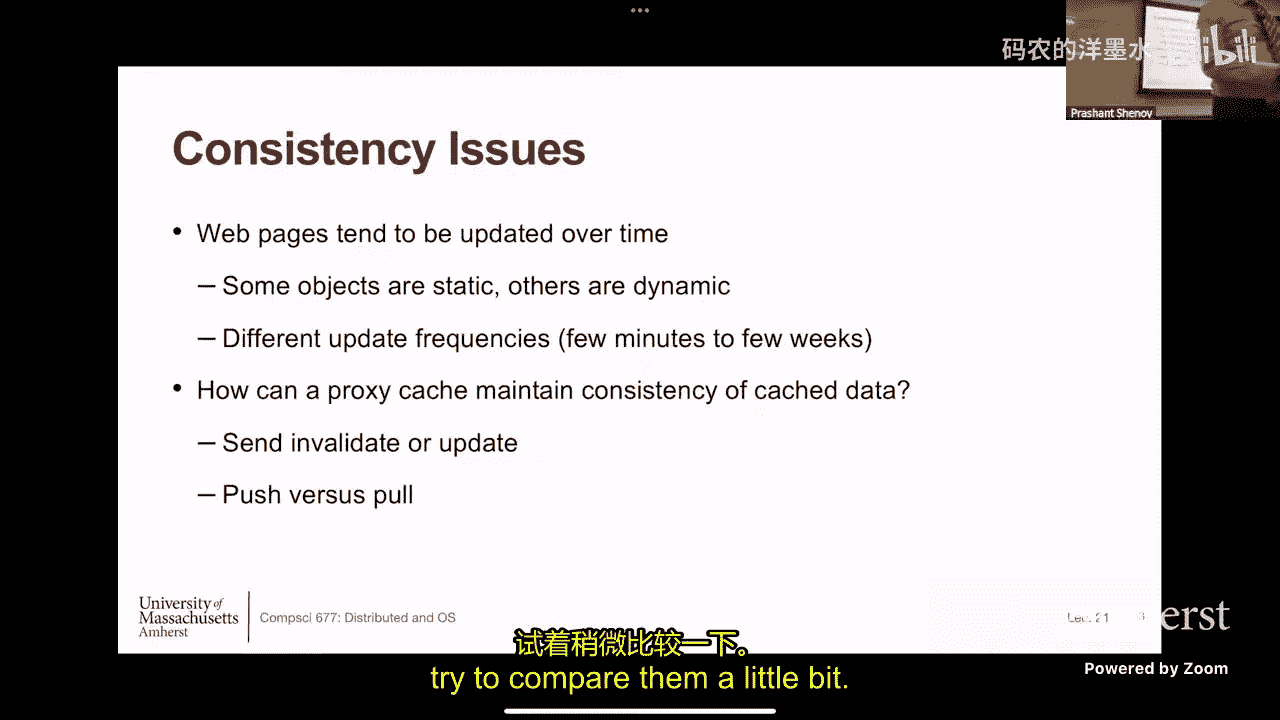 码农的洋墨水
bilibili
Prashant Shenoy
Consistency Issues
• Web pages tend to be updated over time
– Some objects are static, others are dynamic
– Different update frequencies (few minutes to few weeks)
• How can a proxy cache maintain consistency of cached data?
– Send invalidate or update
– Push versus pull
University of
Massachusetts
Amherst
Compsci 677: Distributed and OS
Lec. 21
erst
试着稍微比较一下。
try to compare them a little bit.
Powered by Zoom